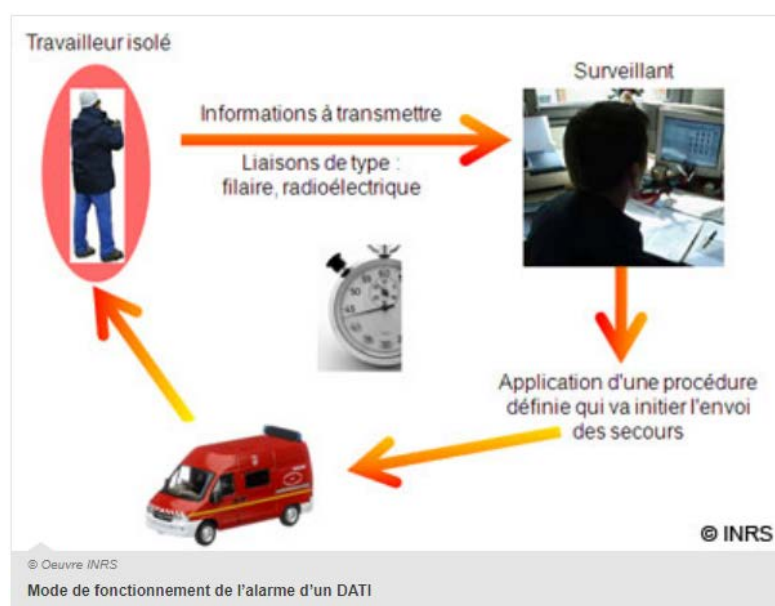 Travailleur isolé
Surveillant
Informations à transmettre
Liaisons de type :
filaire, radioélectrique
Application d'une procédure
définie qui va initier l'envoi
des secours
© INRS
© Oeuvre INRS
Mode de fonctionnement de l'alarme d'un DATI